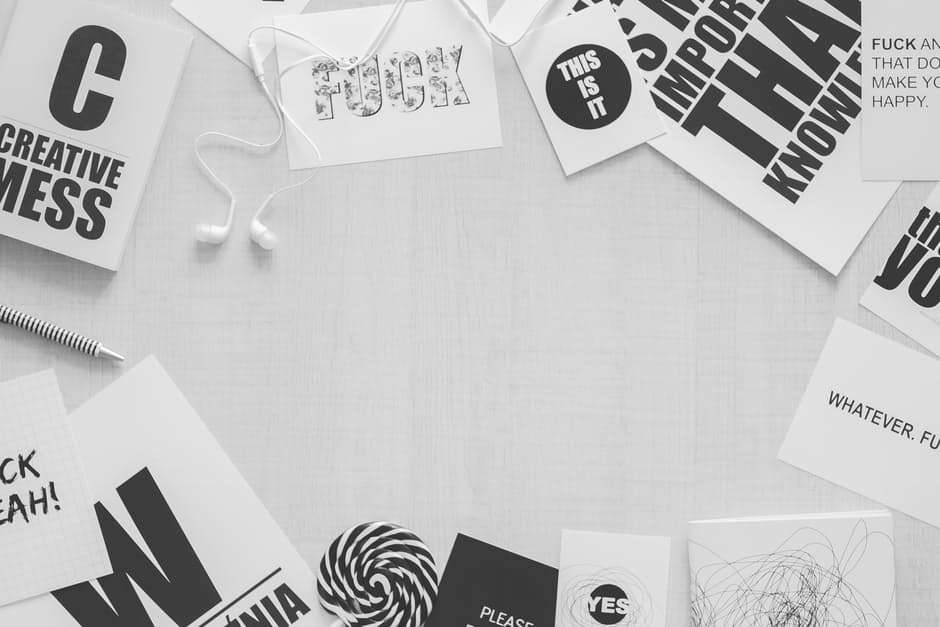 C
CREATIVE
MESS
FUCK
THIS
IS
IT
IMPOR
THA
KNOW
FUCK AN
THAT DO
MAKE YO
HAPPY.
YO
WHATEVER. FU
CK
EAH!
W
NIA
PLEASE
YES